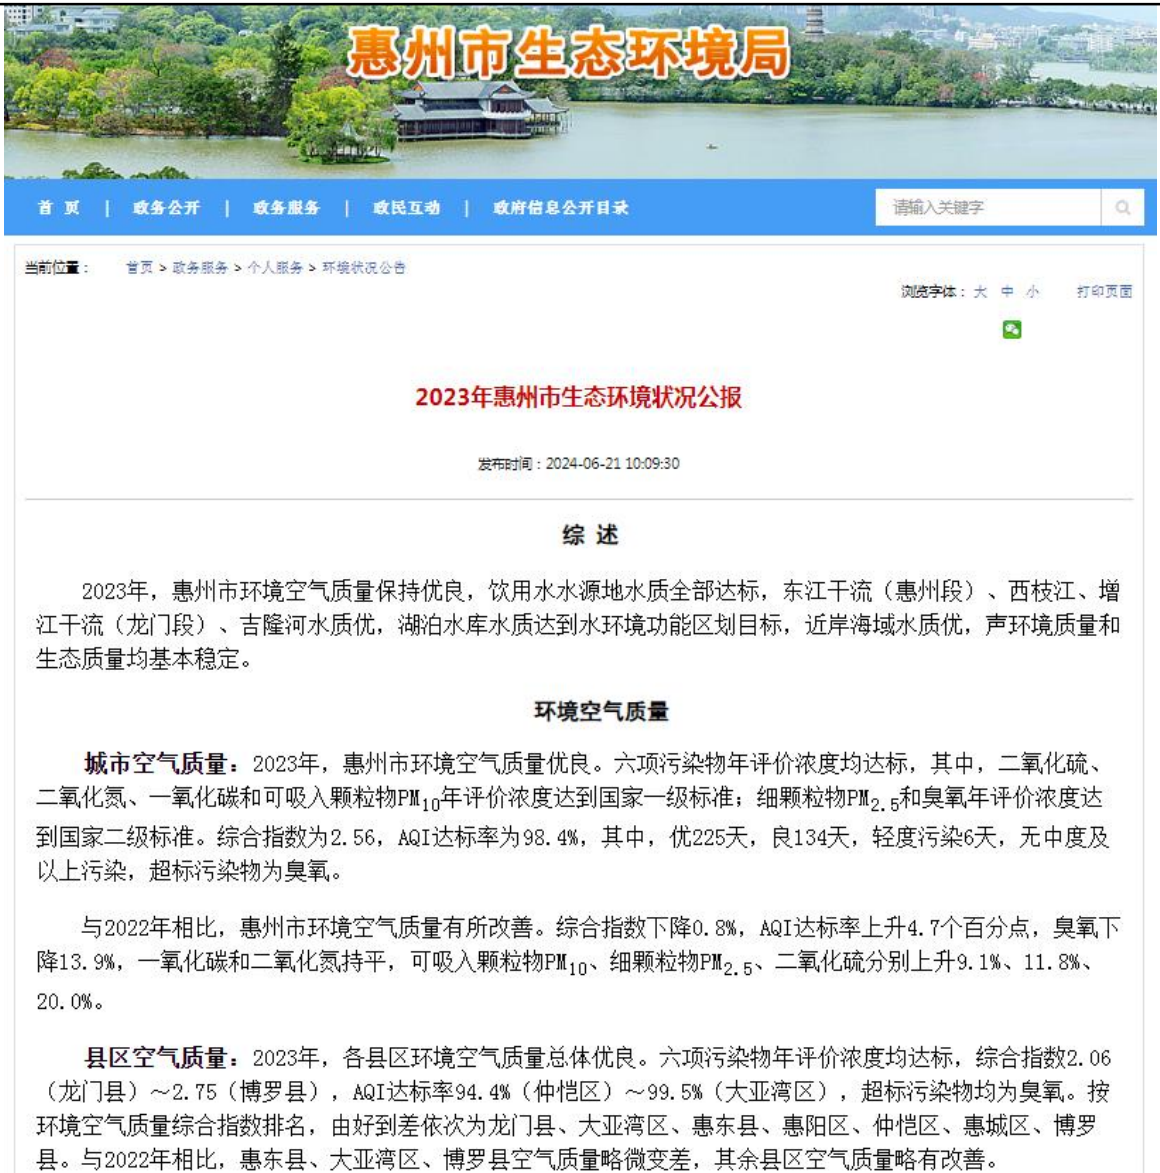 惠州市生态环境局
首 页 | 政务公开 | 政务服务 | 政民互动 | 政府信息公开目录 请输入关键字
当前位置： 首页 > 政务服务 > 个人服务 > 环境状况公告
浏览字体：大 中 小 打印页面
2023年惠州市生态环境状况公报
发布时间：2024-06-21 10:09:30
综 述
2023年，惠州市环境空气质量保持优良，饮用水水源地水质全部达标，东江干流（惠州段）、西枝江、增
江干流（龙门段）、吉隆河水质优，湖泊水库水质达到水环境功能区划目标，近岸海域水质优，声环境质量和
生态质量均基本稳定。
环境空气质量
城市空气质量：2023年，惠州市环境空气质量优良。六项污染物年评价浓度均达标，其中，二氧化硫、
二氧化氮、一氧化碳和可吸入颗粒物PM10年评价浓度达到国家一级标准；细颗粒物PM2.5和臭氧年评价浓度达
到国家二级标准。综合指数为2.56，AQI达标率为98.4%，其中，优225天，良134天，轻度污染6天，无中度及
以上污染，超标污染物为臭氧。
与2022年相比，惠州市环境空气质量有所改善。综合指数下降0.8%，AQI达标率上升4.7个百分点，臭氧下
降13.9%，一氧化碳和二氧化氮持平，可吸入颗粒物PM10、细颗粒物PM2.5、二氧化硫分别上升9.1%、11.8%、
20.0%。
县区空气质量：2023年，各县区环境空气质量总体优良。六项污染物年评价浓度均达标，综合指数2.06
（龙门县）～2.75（博罗县），AQI达标率94.4%（仲恺区）～99.5%（大亚湾区），超标污染物均为臭氧。按
环境空气质量综合指数排名，由好到差依次为龙门县、大亚湾区、惠东县、惠阳区、仲恺区、惠城区、博罗
县。与2022年相比，惠东县、大亚湾区、博罗县空气质量略微变差，其余县区空气质量略有改善。